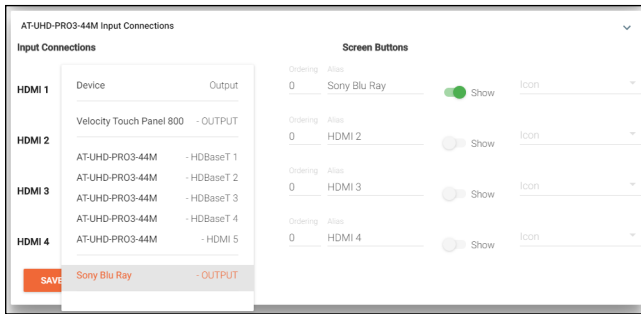 AT-UHD-PRO3-44M Input Connections
Input Connections
Screen Buttons
HDMI 1
HDMI 2
HDMI 3
HDMI 4
Device Output
Velocity Touch Panel 800 - OUTPUT
AT-UHD-PRO3-44M - HDBaseT 1
AT-UHD-PRO3-44M - HDBaseT 2
AT-UHD-PRO3-44M - HDBaseT 3
AT-UHD-PRO3-44M - HDBaseT 4
AT-UHD-PRO3-44M - HDMI 5
Sony Blu Ray - OUTPUT
SAVE
Ordering Alias
0 Sony Blu Ray Show Icon
Ordering Alias
0 HDMI 2 Show Icon
Ordering Alias
0 HDMI 3 Show Icon
Ordering Alias
0 HDMI 4 Show Icon